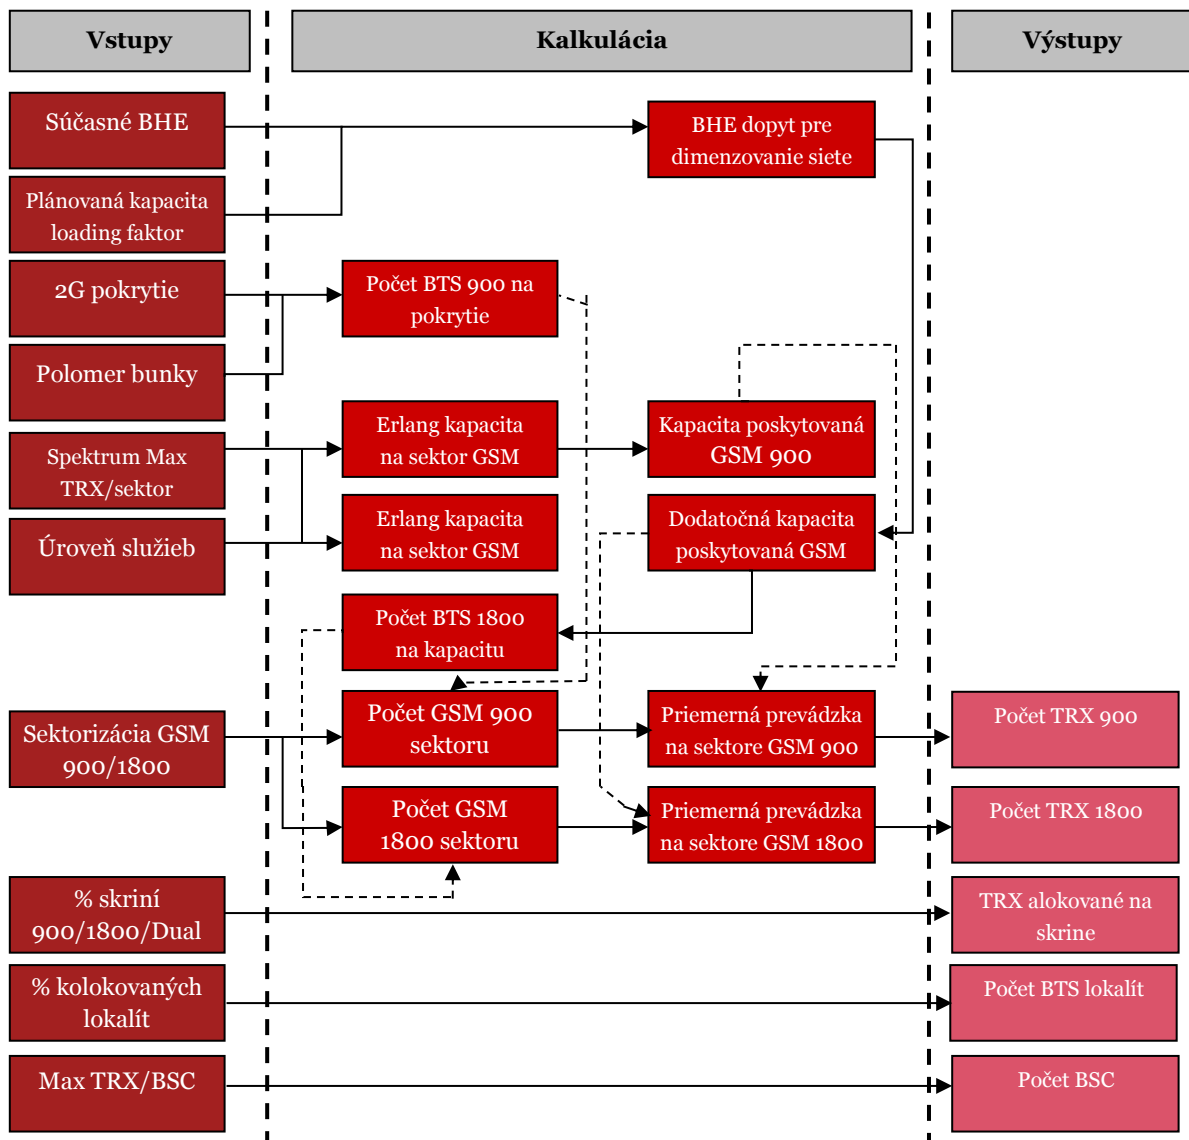 Vstupy
Kalkulácia
Výstupy
Súčasné BHE
BHE dopyt pre
dimenzovanie siete
Plánovaná kapacita
loading faktor
2G pokrytie
Počet BTS 900 na
pokrytie
Polomer bunky
Spektrum Max
TRX/sektor
Erlang kapacita
na sektor GSM
Kapacita poskytovaná
GSM 900
Úroveň služieb
Erlang kapacita
na sektor GSM
Dodatočná kapacita
poskytovaná GSM
Počet BTS 1800
na kapacitu
Sektorizácia GSM
900/1800
Počet GSM 900
sektoru
Priemerná prevádzka
na sektore GSM 900
Počet TRX 900
Počet GSM
1800 sektoru
Priemerná prevádzka
na sektore GSM 1800
Počet TRX 1800
% skriní
900/1800/Dual
TRX alokované na
skrine
% kolokovaných
lokalít
Počet BTS lokalít
Max TRX/BSC
Počet BSC